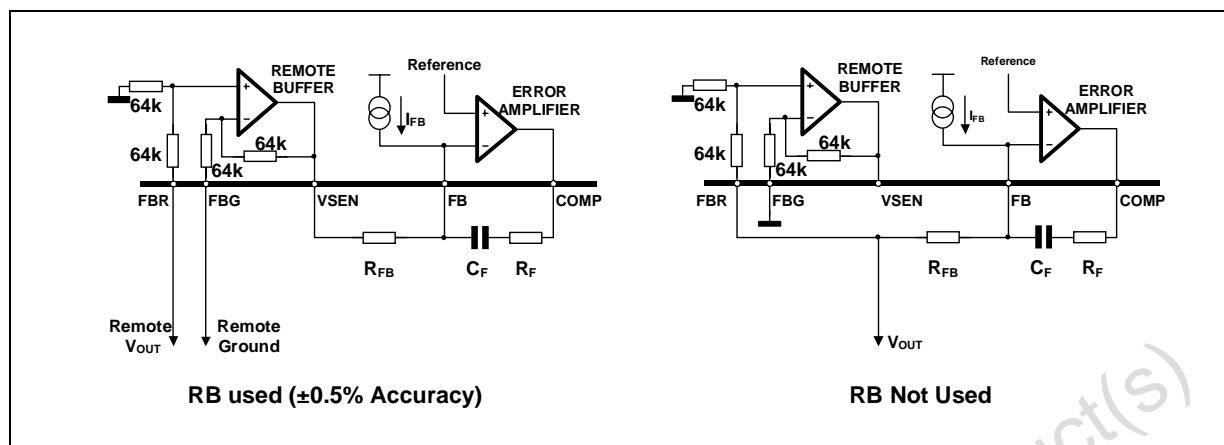 REMOTE
BUFFER
Reference
ERROR
AMPLIFIER
64k
IFB
64k
64k
64k
FBR
FBG
VSEN
FB
COMP
RFB
CF
RF
Remote
VOUT
Remote
Ground
RB used (±0.5% Accuracy)
REMOTE
BUFFER
Reference
ERROR
AMPLIFIER
64k
IFB
64k
64k
64k
FBR
FBG
VSEN
FB
COMP
RFB
CF
RF
VOUT
RB Not Used